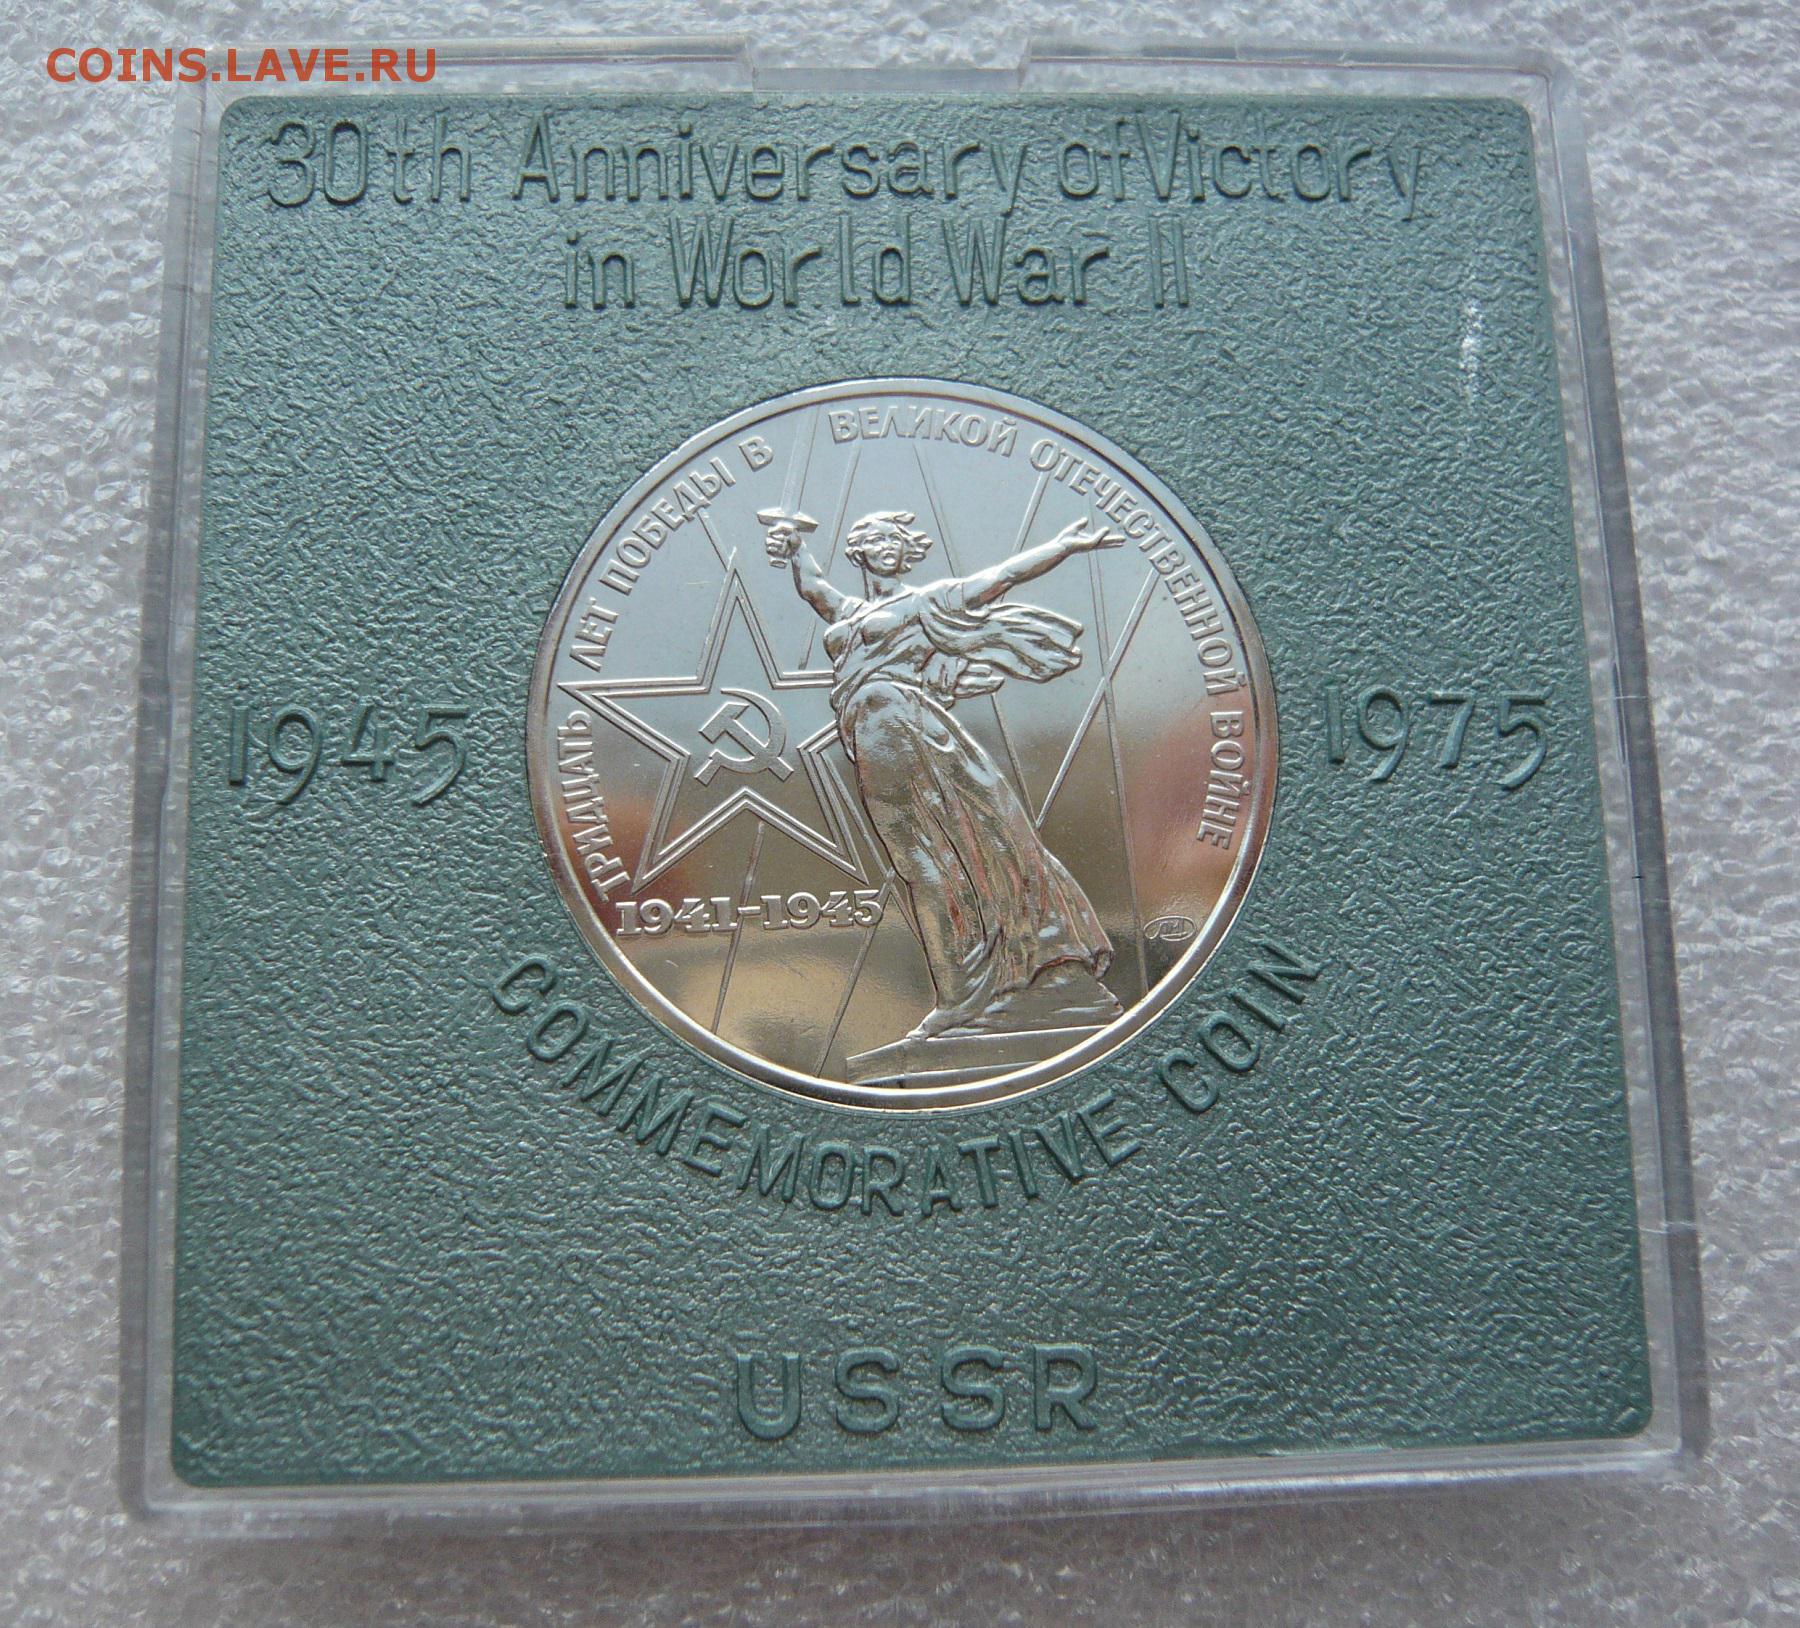 COINS.LAVE.RU
30th Anniversary of Victory
in World War II
ТРИДЦАТЬ ЛЕТ ПОБЕДЫ В ВЕЛИКОЙ ОТЕЧЕСТВЕННОЙ ВОЙНЕ
1945
1975
1941-1945
ЛМД
COMMEMORATIVE COIN
USSR